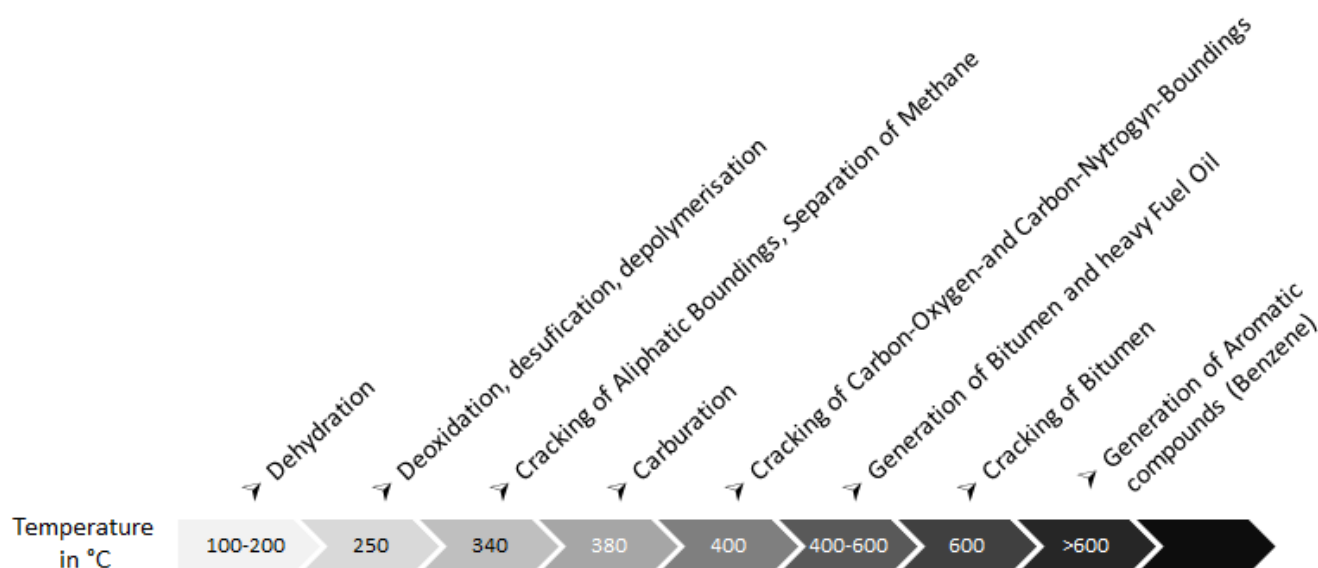 Dehydration
Deoxidation, desufication, depolymerisation
Cracking of Aliphatic Boundings, Separation of Methane
Carburation
Cracking of Carbon-Oxygen-and Carbon-Nytrogyn-Boundings
Generation of Bitumen and heavy Fuel Oil
Cracking of Bitumen
Generation of Aromatic
compounds (Benzene)
Temperature
in °C
100-200
250
340
380
400
400-600
600
>600